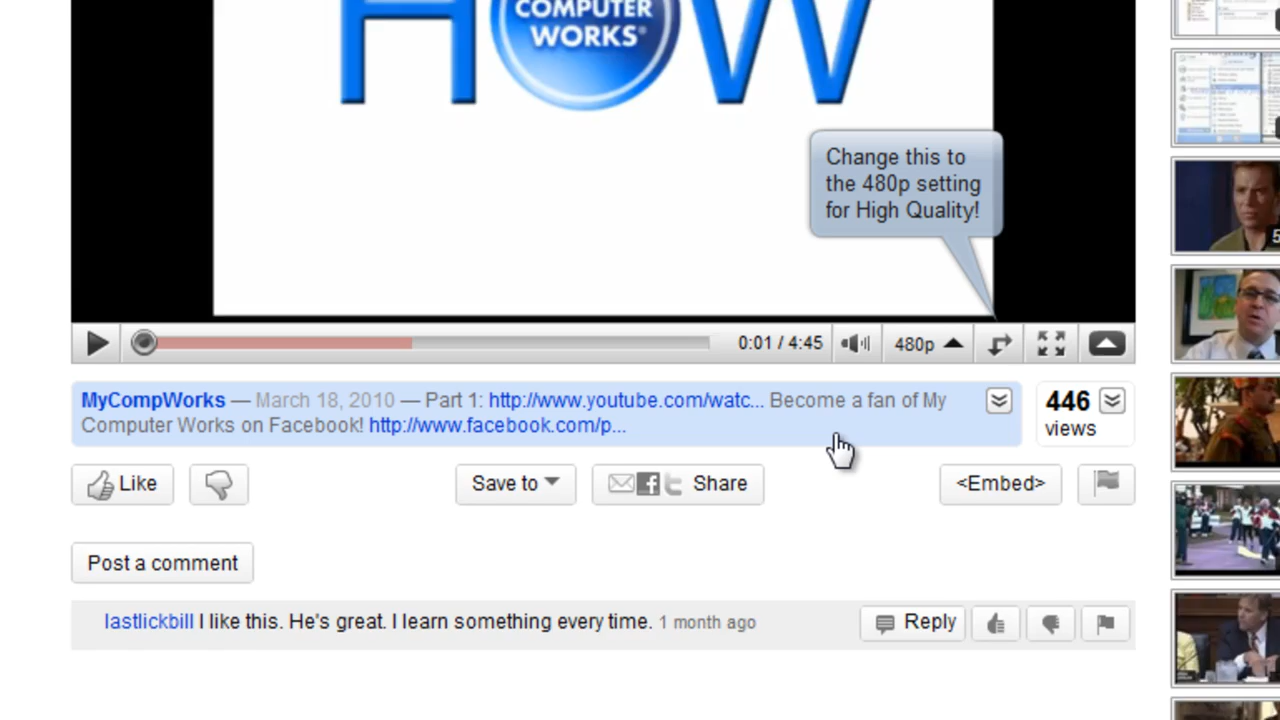 HOW
COMPUTER
WORKS®
Change this to
the 480p setting
for High Quality!
0:01 / 4:45
480p
MyCompWorks — March 18, 2010 — Part 1: http://www.youtube.com/watc... Become a fan of My
Computer Works on Facebook! http://www.facebook.com/p...
446
views
Like
Save to
Share
<Embed>
Post a comment
lastlickbill I like this. He's great. I learn something every time. 1 month ago
Reply
5